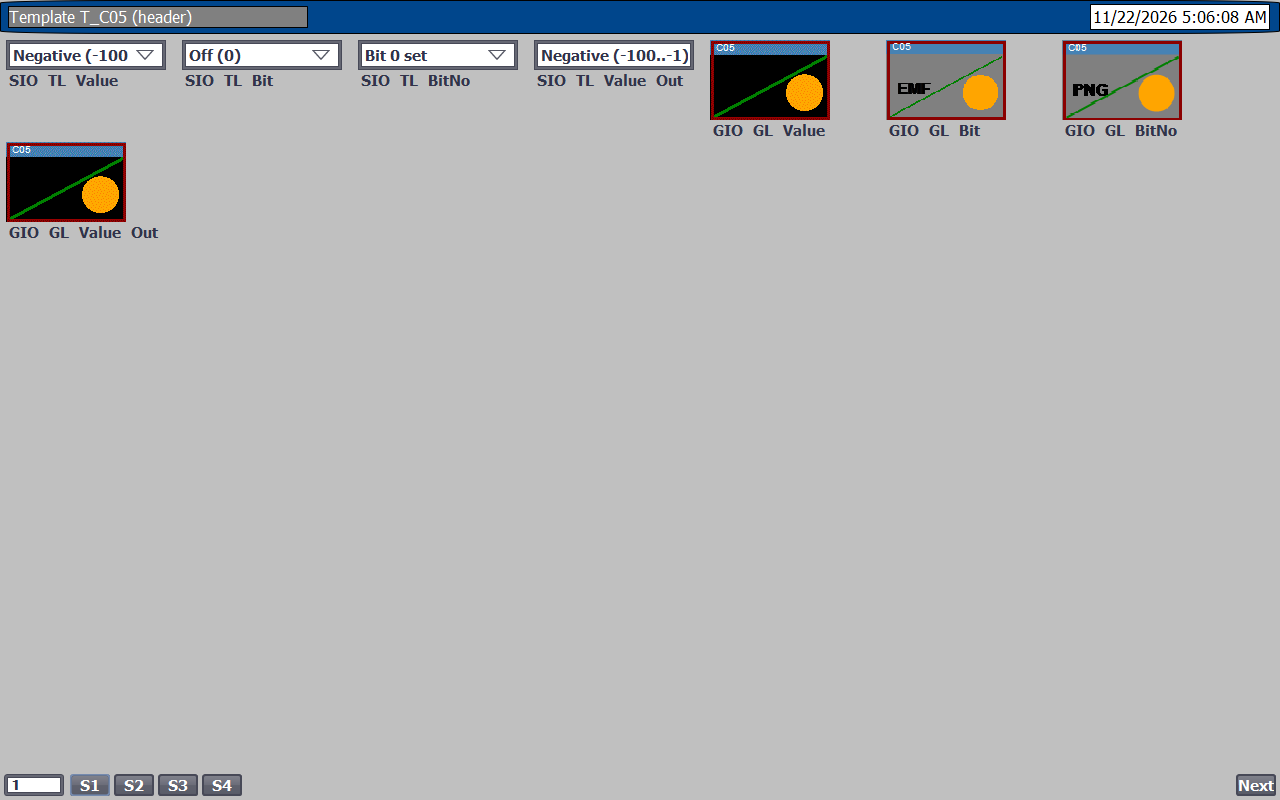 Template T_C05 (header)
11/22/2026 5:06:08 AM
Negative (-100
Off (0)
Bit 0 set
Negative (-100..-1)
SIO TL Value
SIO TL Bit
SIO TL BitNo
SIO TL Value Out
C05
C05
EMF
C05
PNG
GIO GL Value
GIO GL Bit
GIO GL BitNo
C05
GIO GL Value Out
1
S1
S2
S3
S4
Next